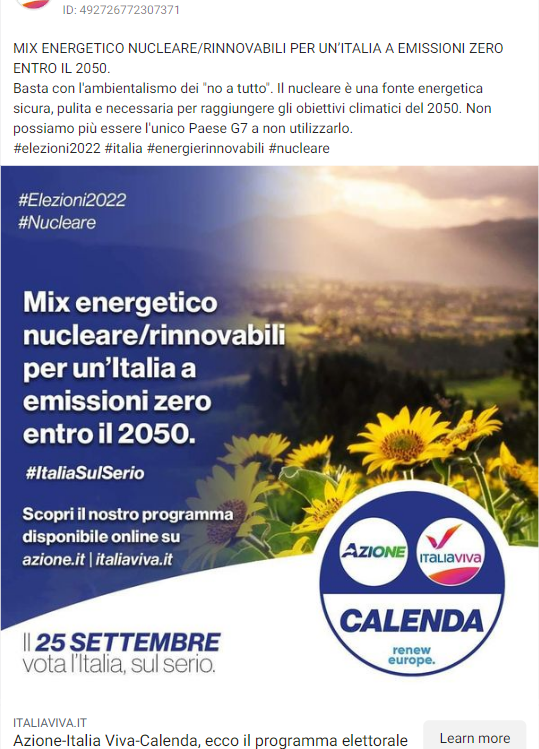 ID: 492726772307371
MIX ENERGETICO NUCLEARE/RINNOVABILI PER UN'ITALIA A EMISSIONI ZERO
ENTRO IL 2050.
Basta con l'ambientalismo dei "no a tutto". Il nucleare è una fonte energetica
sicura, pulita e necessaria per raggiungere gli obiettivi climatici del 2050. Non
possiamo più essere l'unico Paese G7 a non utilizzarlo.
#elezioni2022 #italia #energierinnovabili #nucleare
#Elezioni2022
#Nucleare
Mix energetico
nucleare/rinnovabili
per un'Italia a
emissioni zero
entro il 2050.
#ItaliaSulSerio
Scopri il nostro programma
disponibile online su
azione.it | italiaviva.it
AZIONE
ITALIAVIVA
CALENDA
renew
europe.
Il 25 SETTEMBRE
vota l'Italia, sul serio.
ITALIAVIVA.IT
Azione-Italia Viva-Calenda, ecco il programma elettorale
Learn more